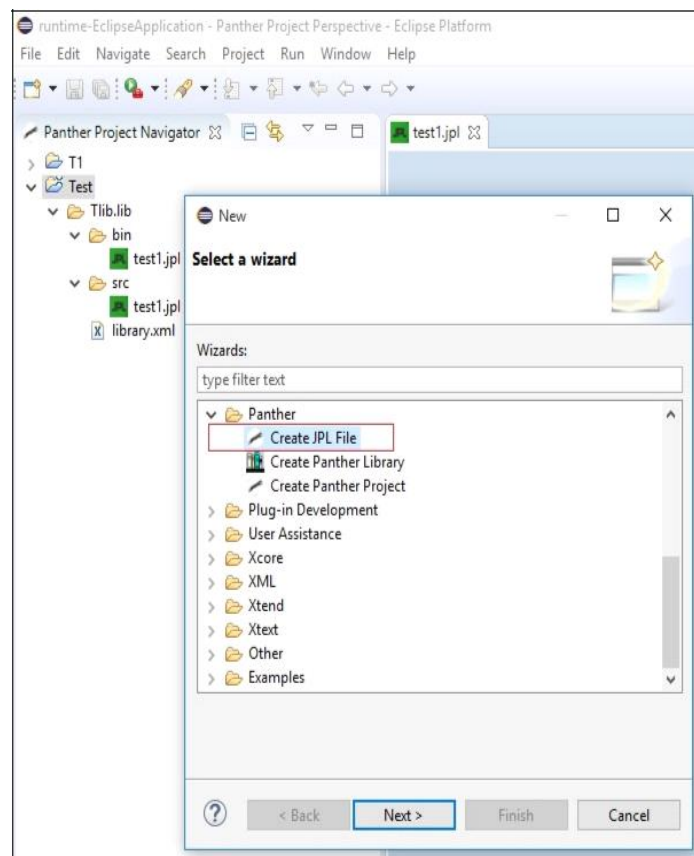 runtime-EclipseApplication - Panther Project Perspective - Eclipse Platform
File Edit Navigate Search Project Run Window Help
Panther Project Navigator
test1.jpl
T1
Test
Tlib.lib
bin
test1.jpl
src
test1.jpl
library.xml
New
Select a wizard
Wizards:
type filter text
Panther
Create JPL File
Create Panther Library
Create Panther Project
Plug-in Development
User Assistance
Xcore
XML
Xtend
Xtext
Other
Examples
? < Back Next > Finish Cancel